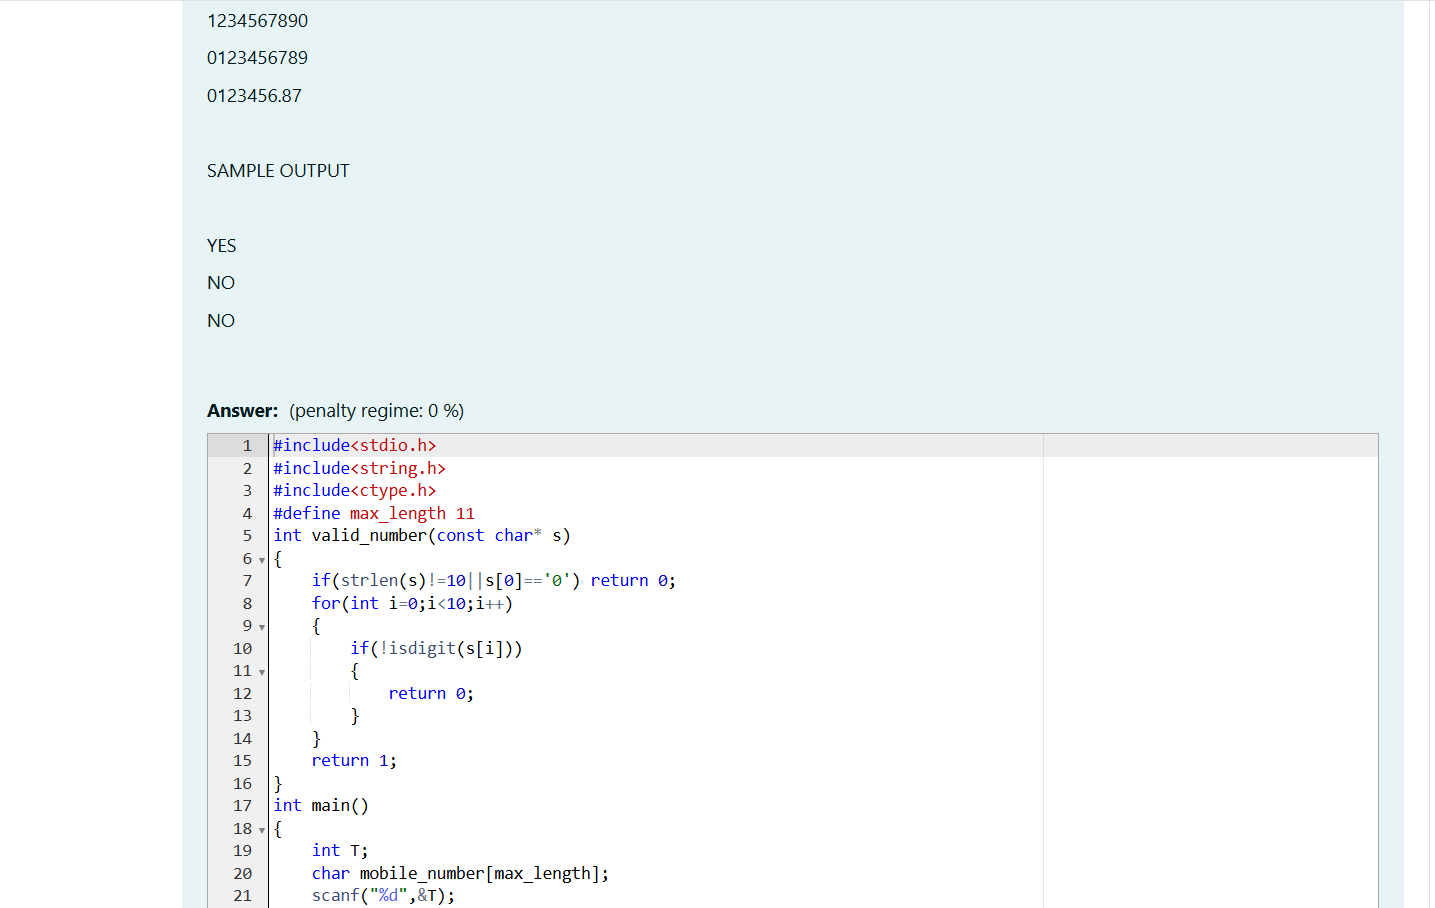 1234567890
0123456789
0123456.87
SAMPLE OUTPUT
YES
NO
NO
Answer: (penalty regime: 0 %)
1 #include<stdio.h>
2 #include<string.h>
3 #include<ctype.h>
4 #define max_length 11
5 int valid_number(const char* s)
6 {
7     if(strlen(s)!=10||s[0]=='0') return 0;
8     for(int i=0;i<10;i++)
9     {
10         if(!isdigit(s[i]))
11         {
12             return 0;
13         }
14     }
15     return 1;
16 }
17 int main()
18 {
19     int T;
20     char mobile_number[max_length];
21     scanf("%d",&T);